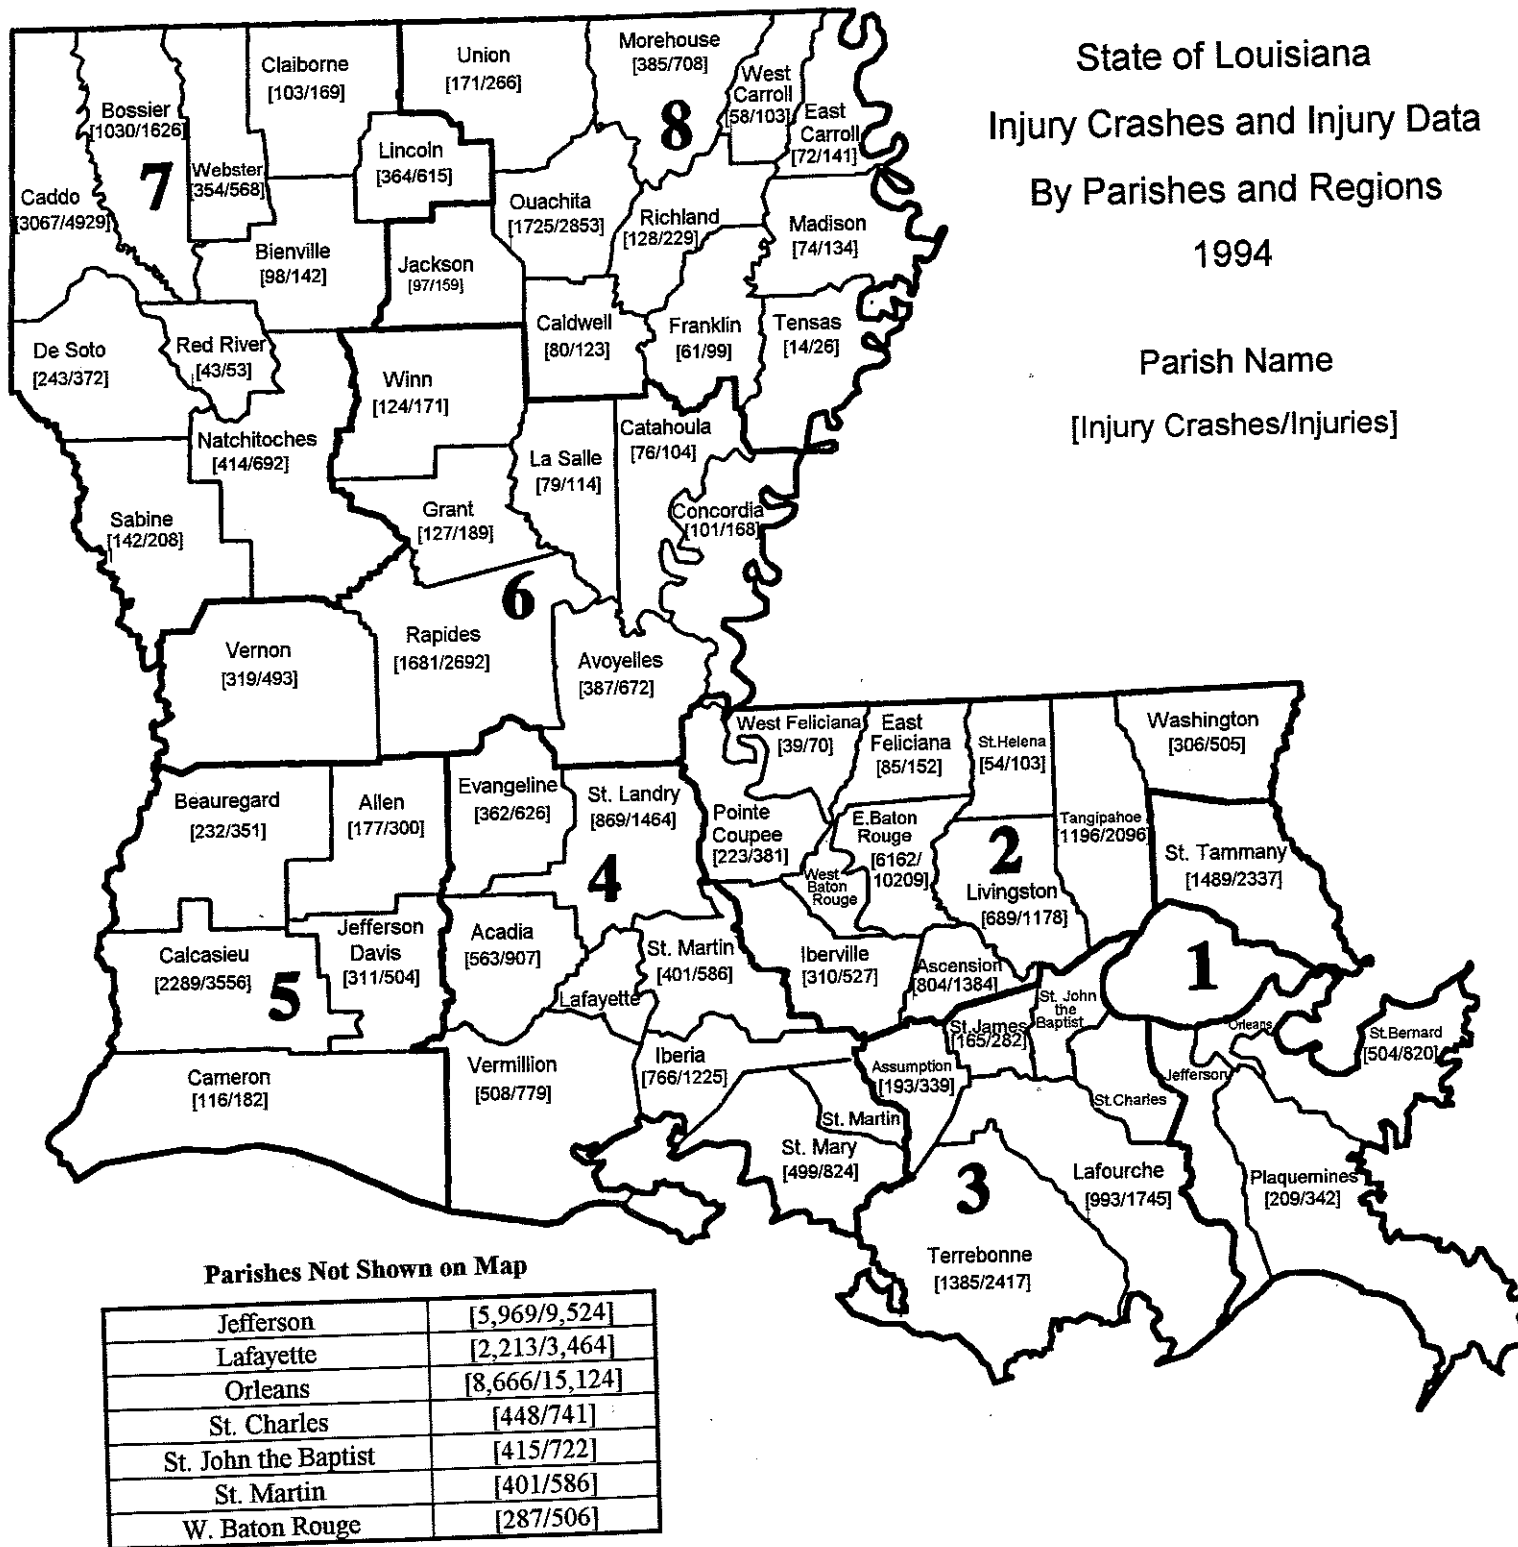 State of Louisiana
Injury Crashes and Injury Data
By Parishes and Regions
1994
Parish Name
[Injury Crashes/Injuries]
Caddo
[3067/4929]
Bossier
[1030/1626]
7
Webster
[354/568]
Claiborne
[103/169]
Union
[171/266]
Morehouse
[385/708]
8
West
Carroll
[58/103]
East
Carroll
[72/141]
Lincoln
[364/615]
Ouachita
[1725/2853]
Richland
[128/229]
Madison
[74/134]
Bienville
[98/142]
Jackson
[97/159]
De Soto
[243/372]
Red River
[43/53]
Caldwell
[80/123]
Franklin
[61/99]
Tensas
[14/26]
Winn
[124/171]
Natchitoches
[414/692]
Catahoula
[76/104]
La Salle
[79/114]
Sabine
[142/208]
Grant
[127/189]
Concordia
[101/168]
6
Vernon
[319/493]
Rapides
[1681/2692]
Avoyelles
[387/672]
West Feliciana
[39/70]
East
Feliciana
[85/152]
St.Helena
[54/103]
Washington
[306/505]
Beauregard
[232/351]
Allen
[177/300]
Evangeline
[362/626]
St. Landry
[869/1464]
4
Pointe
Coupee
[223/381]
E.Baton
Rouge
[6162/
10209]
West
Baton
Rouge
2
Livingston
[689/1178]
Tangipahoe
[1196/2096]
St. Tammany
[1489/2337]
Calcasieu
[2289/3556]
5
Jefferson
Davis
[311/504]
Acadia
[563/907]
Lafayette
St. Martin
[401/586]
Iberville
[310/527]
Ascension
[804/1384]
St. John
the
Baptist
1
St.James
[165/282]
Orleans
St.Bernard
[504/820]
Cameron
[116/182]
Vermillion
[508/779]
Iberia
[766/1225]
Assumption
[193/339]
Jefferson
St.Charles
St. Martin
St. Mary
[499/824]
3
Lafourche
[993/1745]
Plaquemines
[209/342]
Terrebonne
[1385/2417]
Parishes Not Shown on Map
Jefferson [5,969/9,524]
Lafayette [2,213/3,464]
Orleans [8,666/15,124]
St. Charles [448/741]
St. John the Baptist [415/722]
St. Martin [401/586]
W. Baton Rouge [287/506]